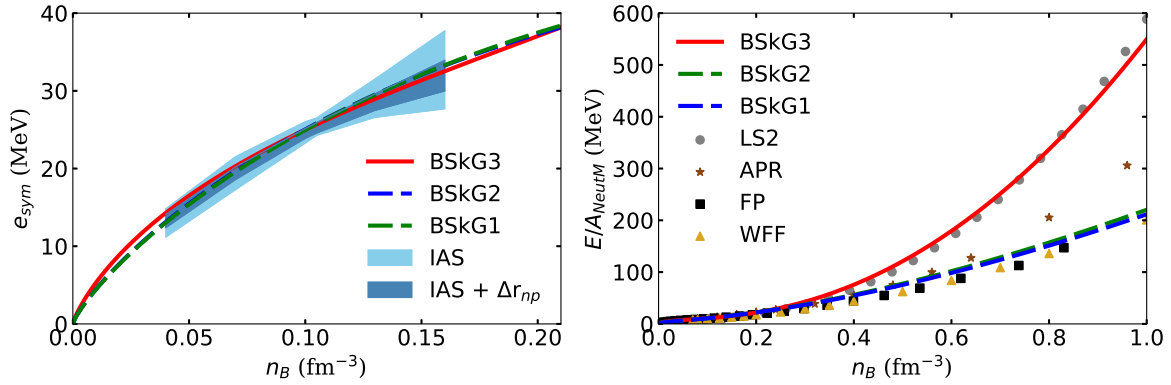 40
30
20
10
0
e_sym (MeV)
0.00 0.05 0.10 0.15 0.20
n_B (fm⁻³)
BSkG3
BSkG2
BSkG1
IAS
IAS + Δr_np
600
500
400
300
200
100
0
E/A_NeutM (MeV)
0.0 0.2 0.4 0.6 0.8 1.0
n_B (fm⁻³)
BSkG3
BSkG2
BSkG1
LS2
APR
FP
WFF